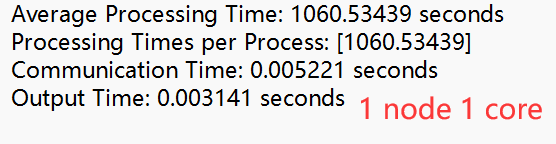 Average Processing Time: 1060.53439 seconds
Processing Times per Process: [1060.53439]
Communication Time: 0.005221 seconds
Output Time: 0.003141 seconds
1 node 1 core